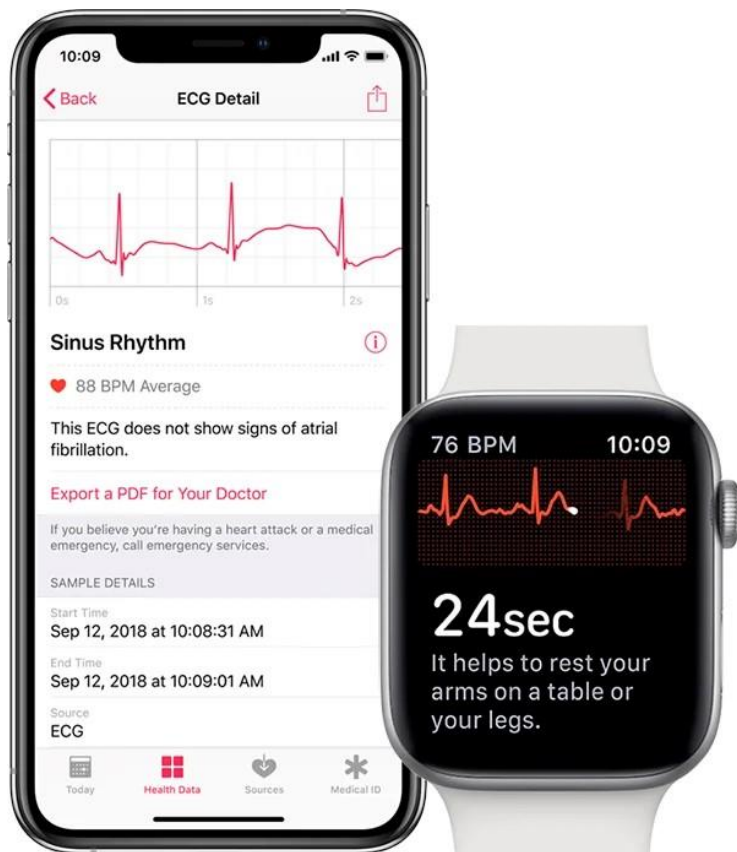 10:09
Back
ECG Detail
0s 1s 2s
Sinus Rhythm
88 BPM Average
This ECG does not show signs of atrial
fibrillation.
Export a PDF for Your Doctor
If you believe you're having a heart attack or a medical
emergency, call emergency services.
SAMPLE DETAILS
Start Time
Sep 12, 2018 at 10:08:31 AM
End Time
Sep 12, 2018 at 10:09:01 AM
Source
ECG
Today Health Data Sources Medical ID
76 BPM 10:09
24sec
It helps to rest your
arms on a table or
your legs.